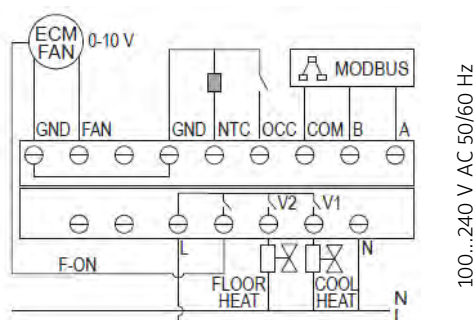 ECM
FAN
0-10 V
MODBUS
GND FAN GND NTC OCC COM B A
V2 V1
L N
F-ON
FLOOR
HEAT
COOL
HEAT
N
L
100...240 V AC 50/60 Hz